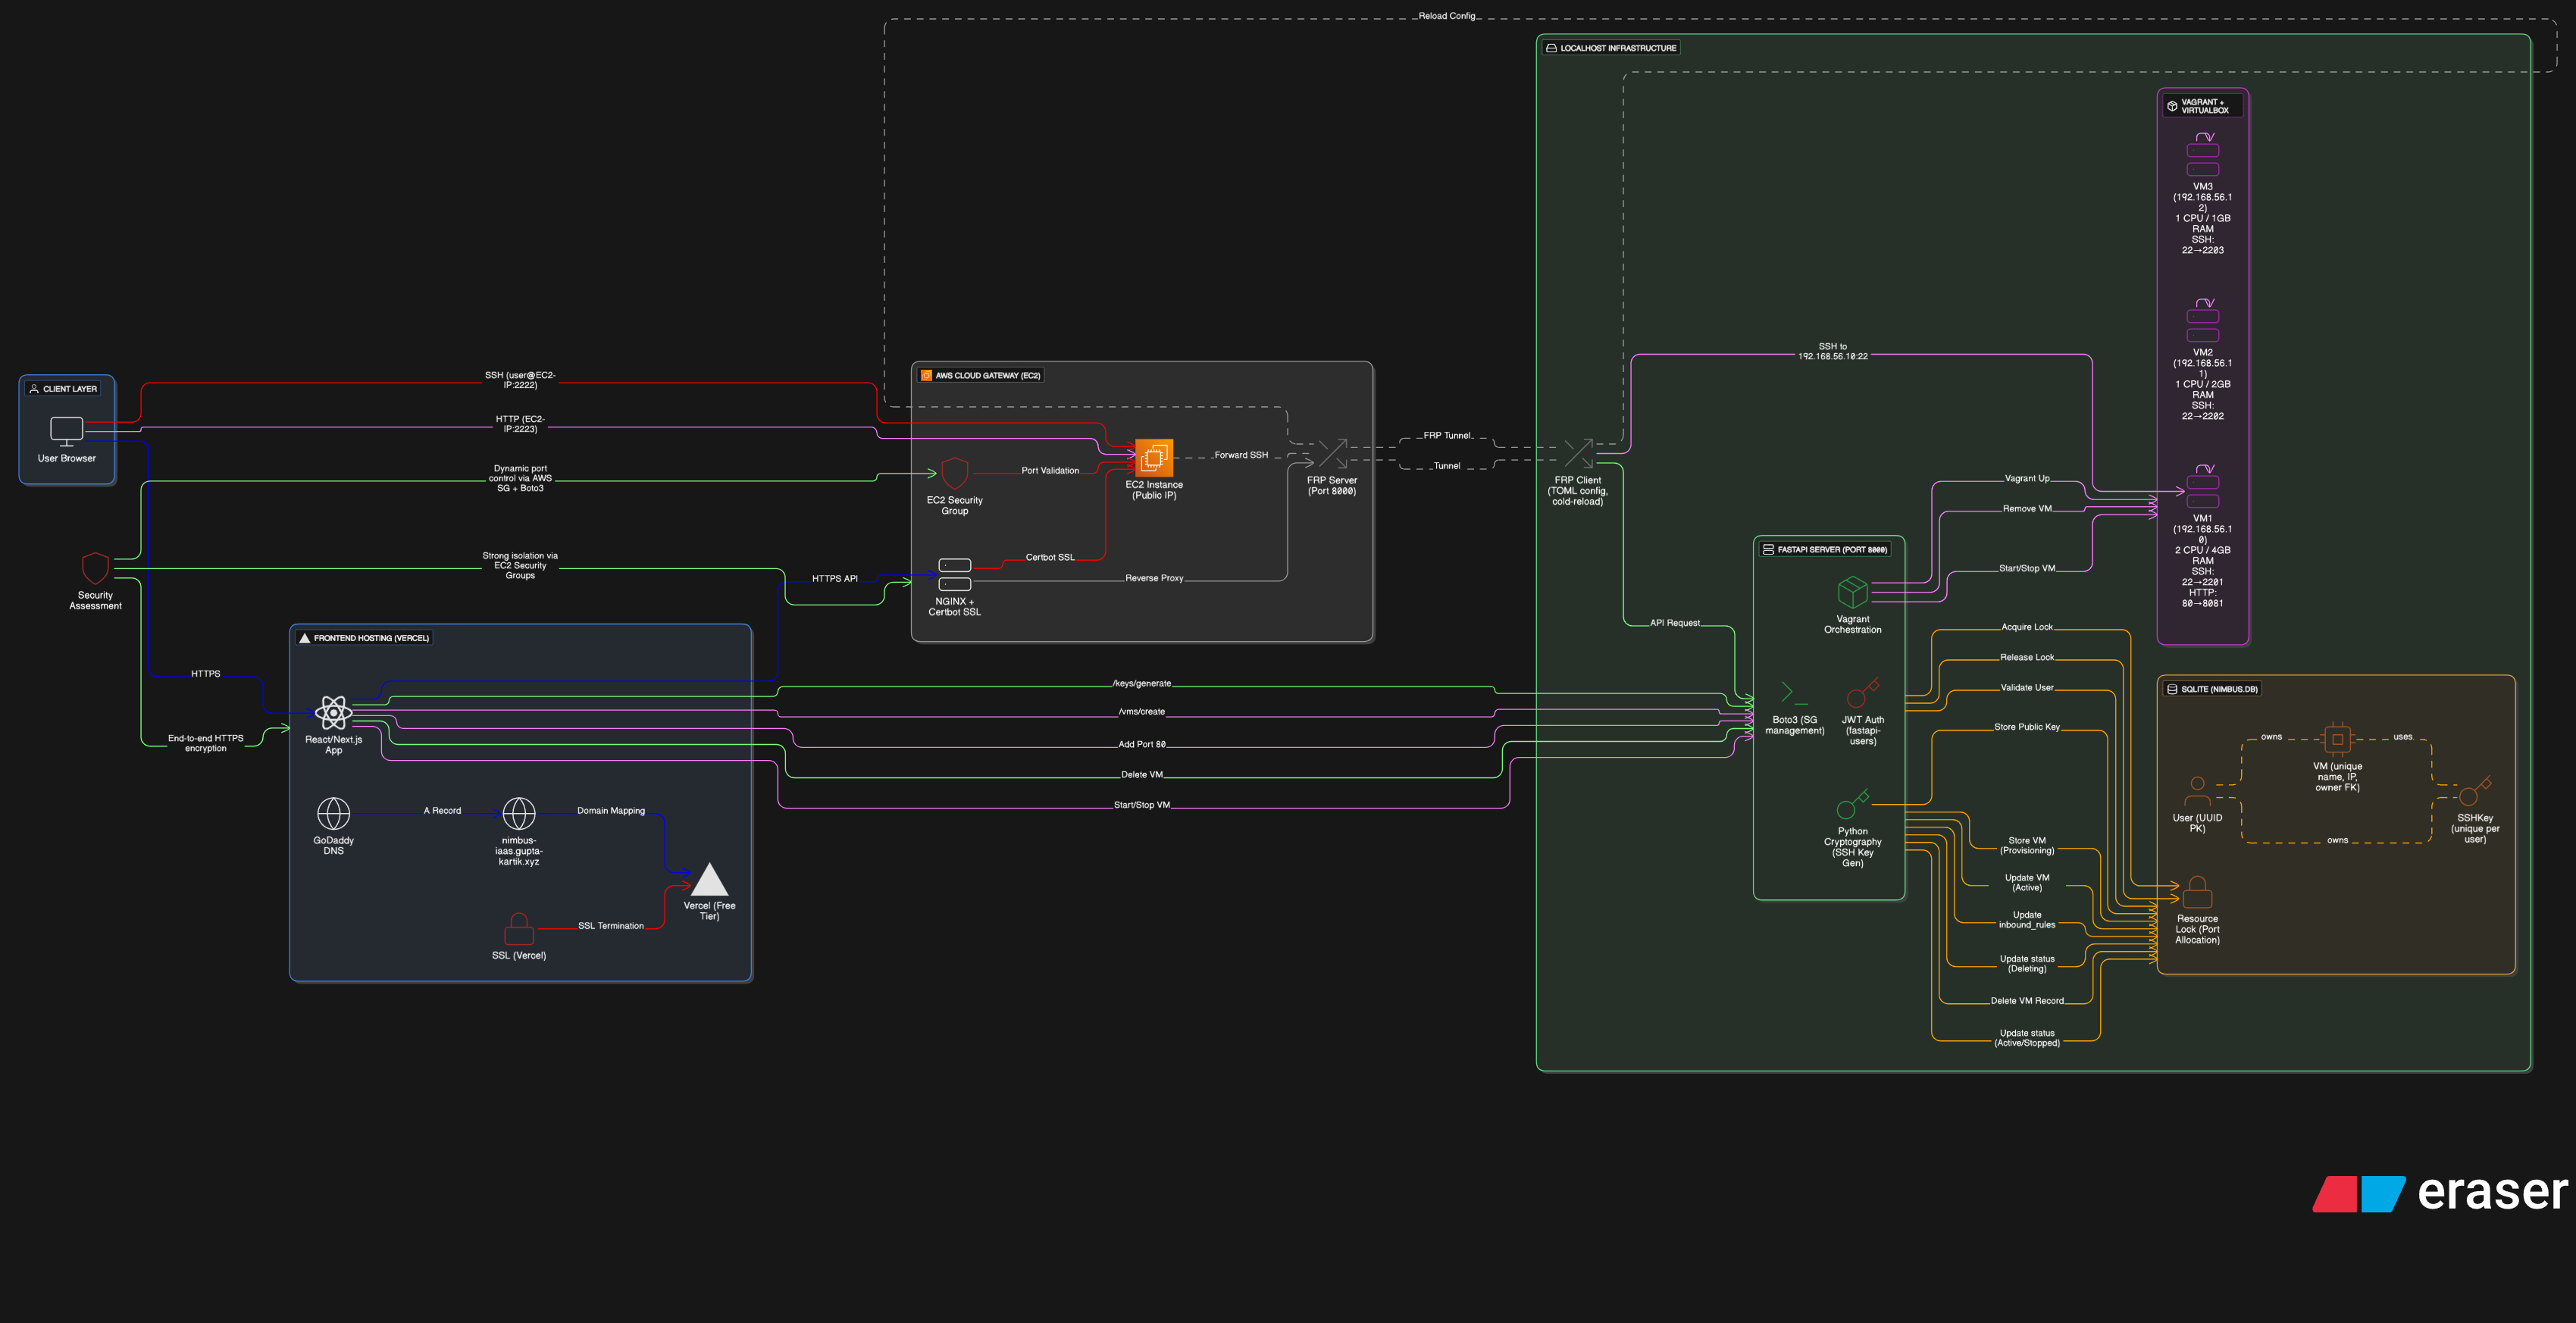 Reload Config
LOCALHOST INFRASTRUCTURE
VAGRANT +
VIRTUALBOX
VM3
(192.168.56.1
2)
1 CPU / 1GB
RAM
SSH:
22→2203
VM2
(192.168.56.1
1)
1 CPU / 2GB
RAM
SSH:
22→2202
VM1
(192.168.56.1
0)
2 CPU / 4GB
RAM
SSH:
22→2201
HTTP:
80→8081
CLIENT LAYER
User Browser
SSH (user@EC2-
IP:2222)
HTTP (EC2-
IP:2223)
Dynamic port
control via AWS
SG + Boto3
Strong isolation via
EC2 Security
Groups
Security
Assessment
HTTPS
End-to-end HTTPS
encryption
AWS CLOUD GATEWAY (EC2)
EC2 Security
Group
Port Validation
EC2 Instance
(Public IP)
Forward SSH
FRP Server
(Port 8000)
Certbot SSL
HTTPS API
NGINX +
Certbot SSL
Reverse Proxy
FRP Tunnel
Tunnel
FRP Client
(TOML config,
cold-reload)
SSH to
192.168.56.10:22
API Request
Vagrant Up
Remove VM
Start/Stop VM
FASTAPI SERVER (PORT 8000)
Vagrant
Orchestration
Boto3 (SG
management)
JWT Auth
(fastapi-
users)
Python
Cryptography
(SSH Key
Gen)
Acquire Lock
Release Lock
Validate User
Store Public Key
Store VM
(Provisioning)
Update VM
(Active)
Update
inbound_rules
Update status
(Deleting)
Delete VM Record
Update status
(Active/Stopped)
SQLITE (NIMBUS.DB)
owns
uses
VM (unique
name, IP,
owner FK)
User (UUID
PK)
SSHKey
(unique per
user)
owns
Resource
Lock (Port
Allocation)
FRONTEND HOSTING (VERCEL)
React/Next.js
App
/keys/generate
/vms/create
Add Port 80
Delete VM
Start/Stop VM
GoDaddy
DNS
A Record
nimbus-
iaas.gupta-
kartik.xyz
Domain Mapping
Vercel (Free
Tier)
SSL Termination
SSL (Vercel)
eraser